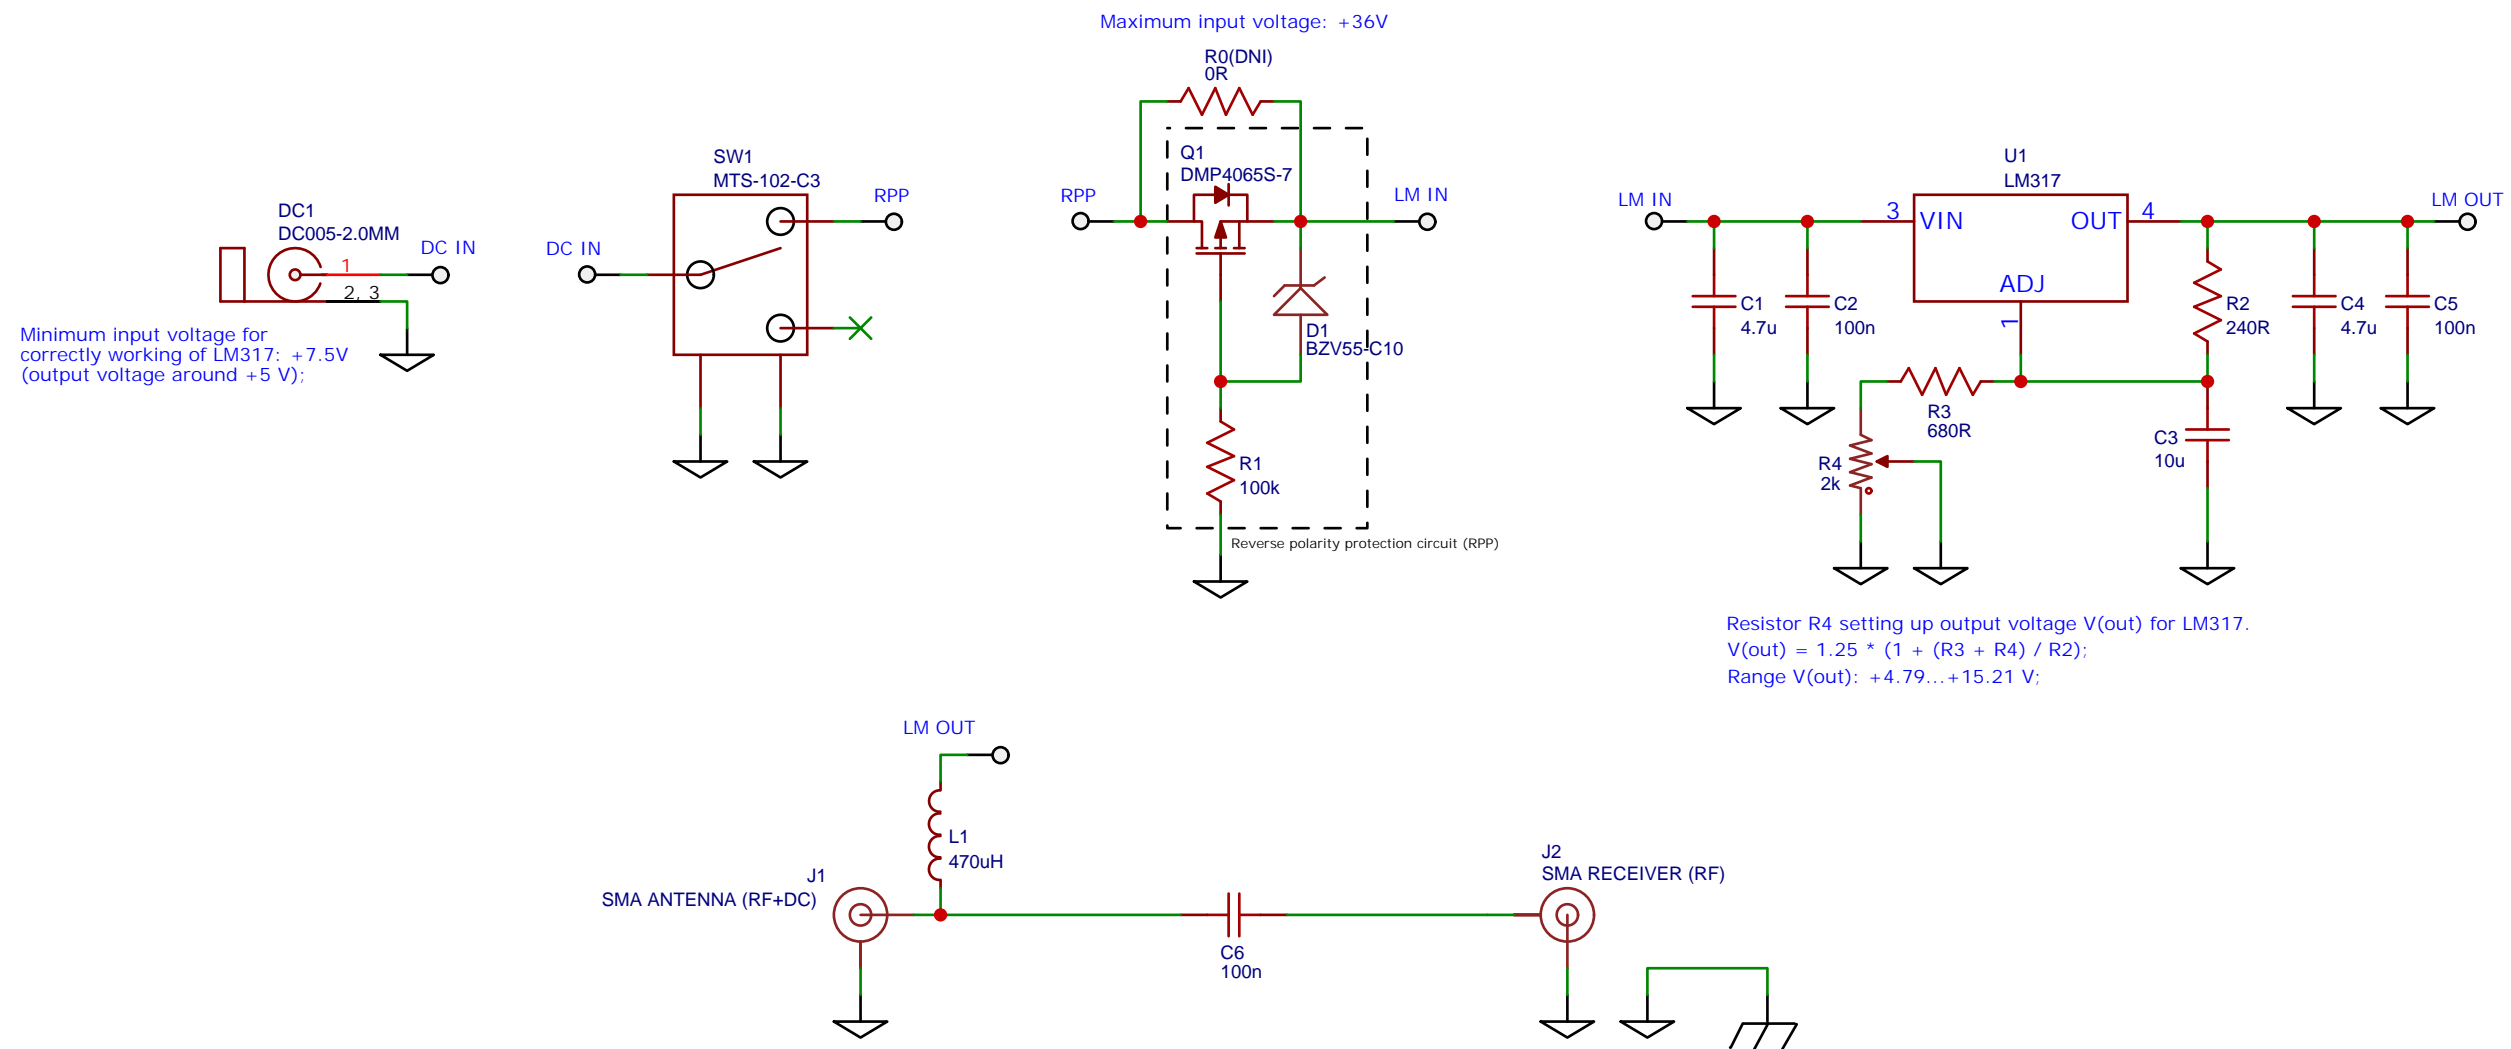 Maximum input voltage: +36V
R0(DNI)
0R
SW1
MTS-102-C3
RPP
DC1
DC005-2.0MM
DC IN
1
2, 3
Minimum input voltage for
correctly working of LM317: +7.5V
(output voltage around +5 V);
DC IN
Q1
DMP4065S-7
RPP
LM IN
D1
BZV55-C10
R1
100k
Reverse polarity protection circuit (RPP)
U1
LM317
LM IN
3
VIN
OUT
4
LM OUT
ADJ
1
C1
4.7u
C2
100n
R2
240R
C4
4.7u
C5
100n
R3
680R
R4
2k
C3
10u
Resistor R4 setting up output voltage V(out) for LM317.
V(out) = 1.25 * (1 + (R3 + R4) / R2);
Range V(out): +4.79...+15.21 V;
LM OUT
L1
470uH
J1
SMA ANTENNA (RF+DC)
C6
100n
J2
SMA RECEIVER (RF)